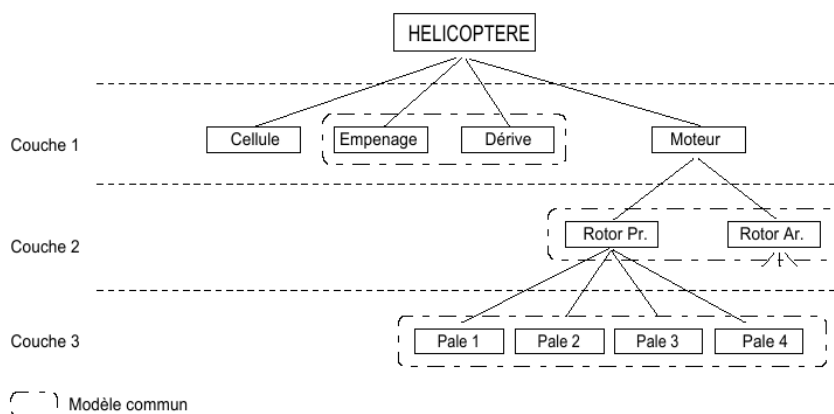 HELICOPTERE
Couche 1
Cellule
Empenage
Dérive
Moteur
Couche 2
Rotor Pr.
Rotor Ar.
Couche 3
Pale 1
Pale 2
Pale 3
Pale 4
Modèle commun